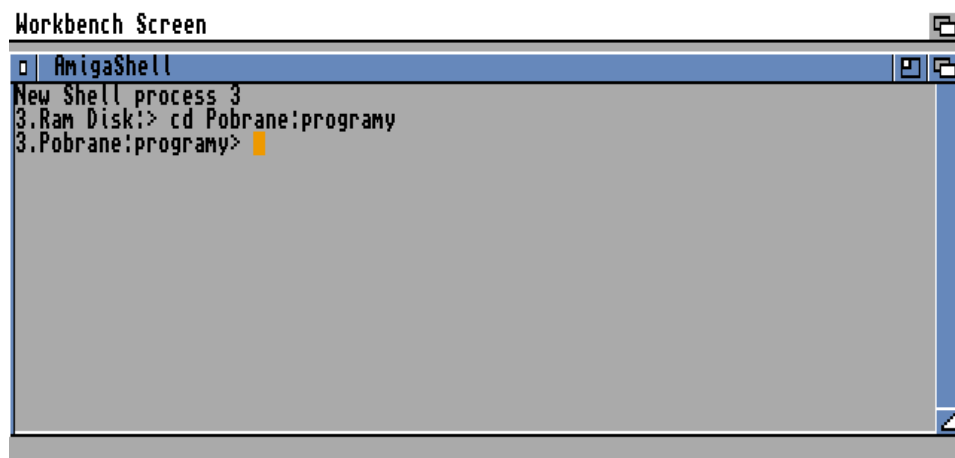 Workbench Screen
AmigaShell
New Shell process 3
3.Ram Disk:> cd Pobrane:programy
3.Pobrane:programy>